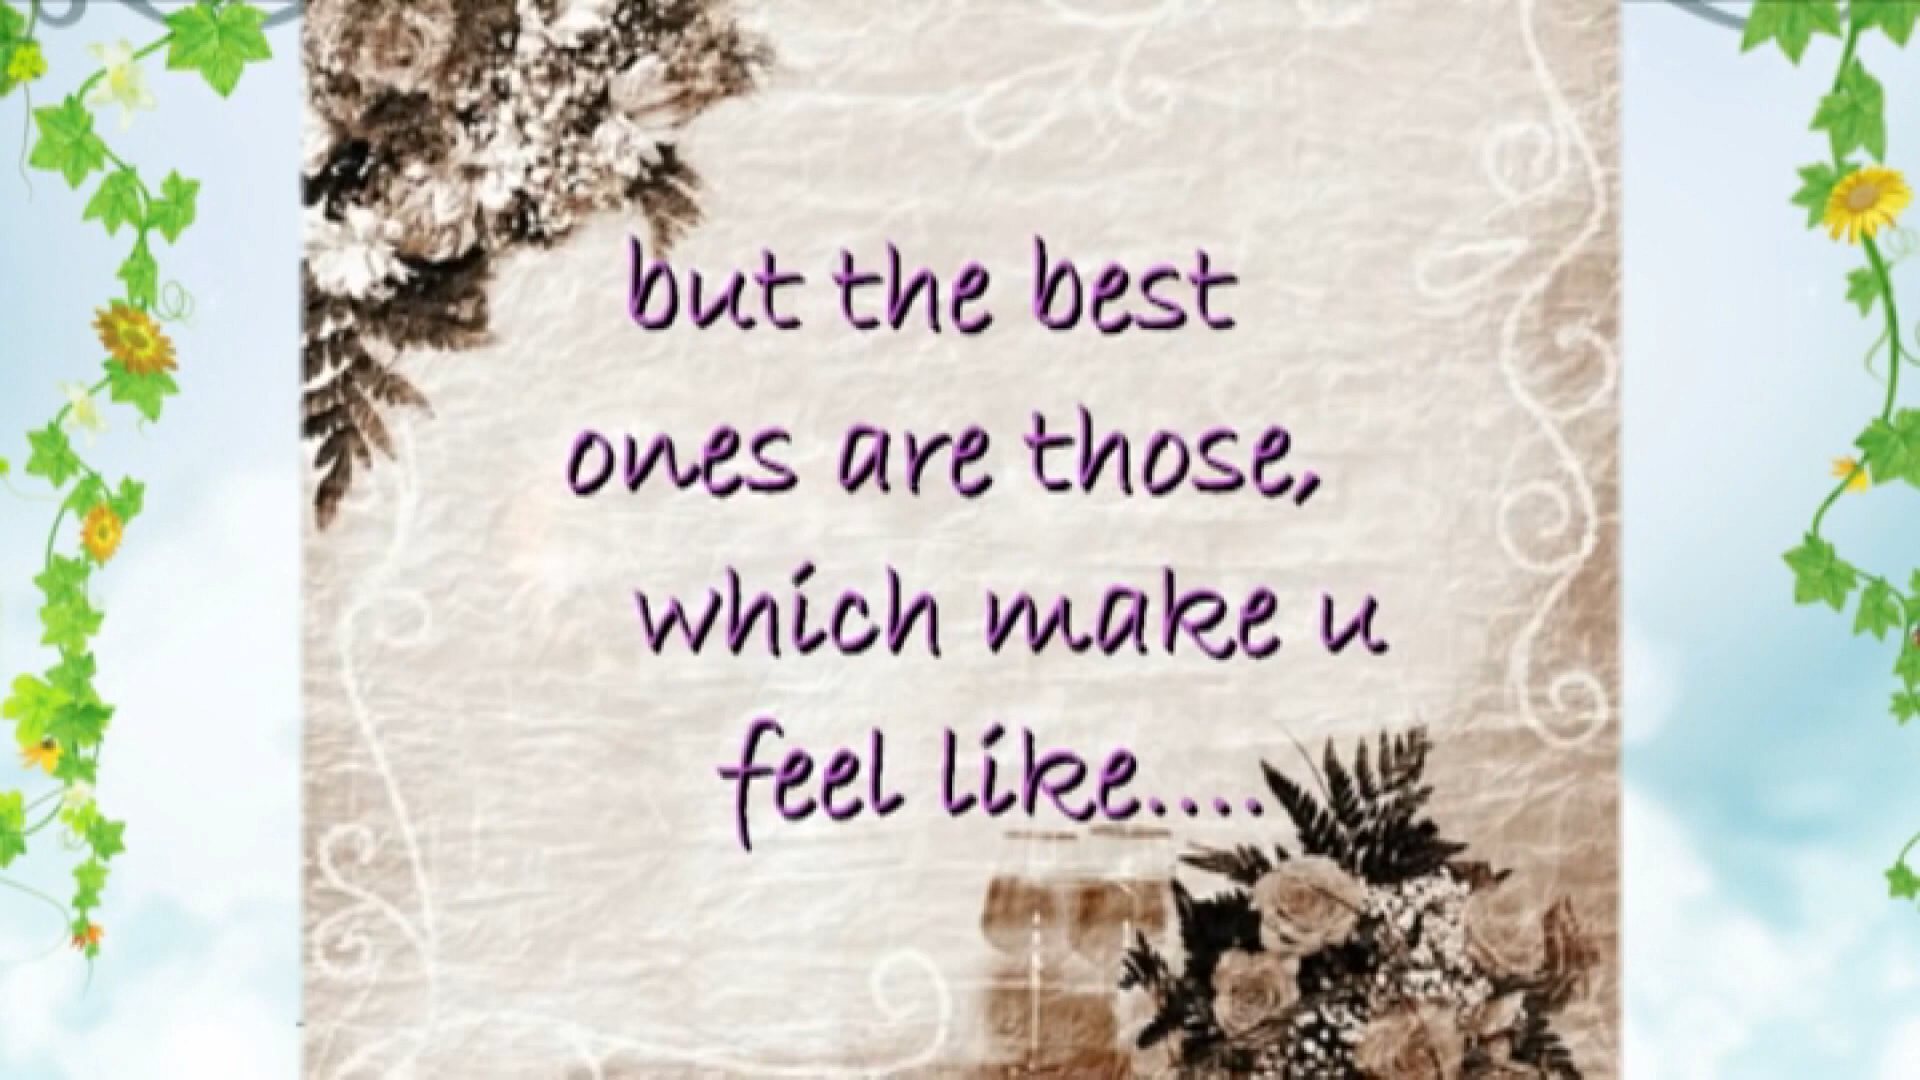 but the best
ones are those,
which make u
feel like....